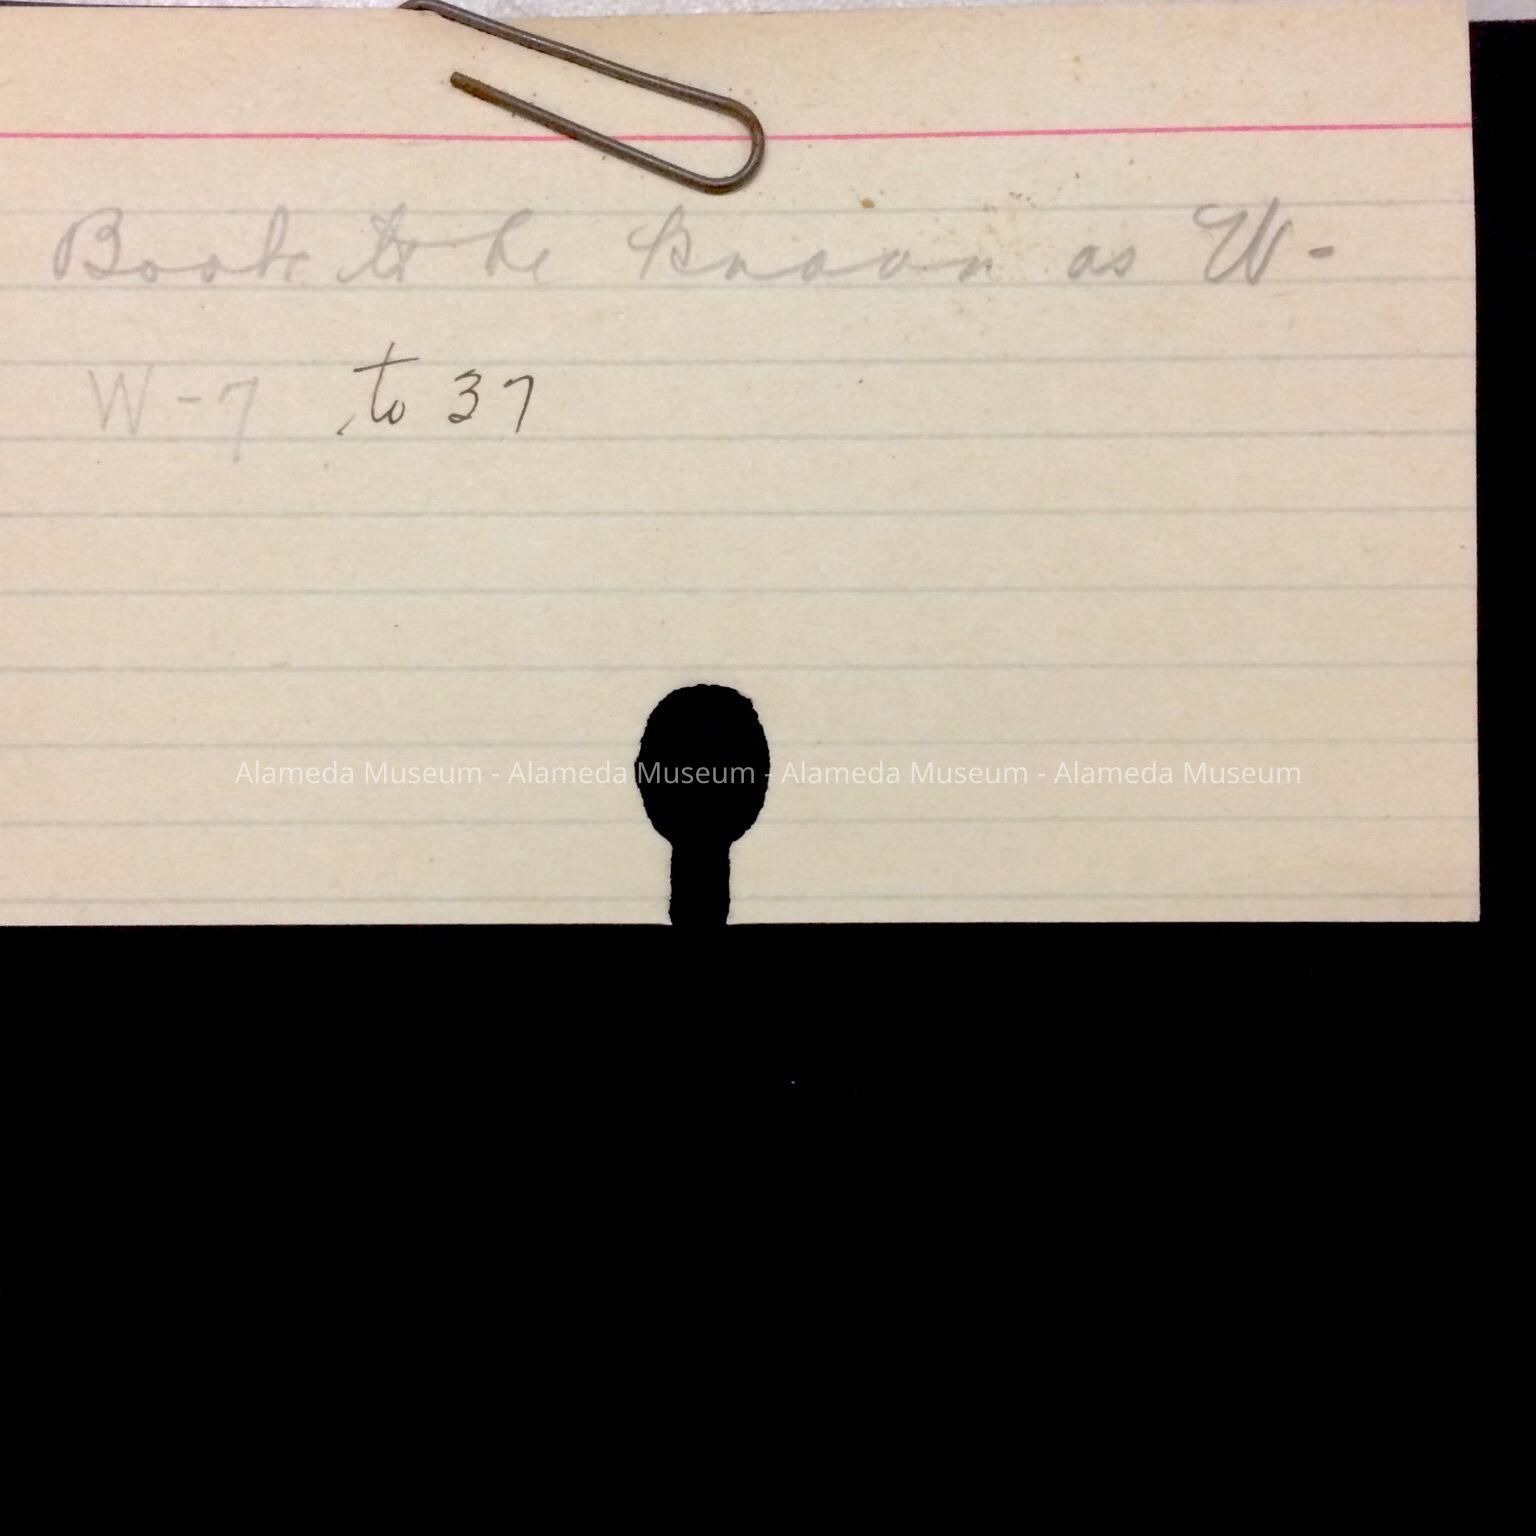 Book to be known as W-
W-7 to 37
Alameda Museum - Alameda Museum - Alameda Museum - Alameda Museum